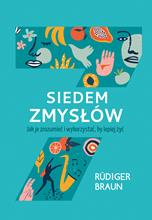 SIEDEM
ZMYSŁÓW
Jak je zrozumieć i wykorzystać, by lepiej żyć
RÜDIGER
BRAUN